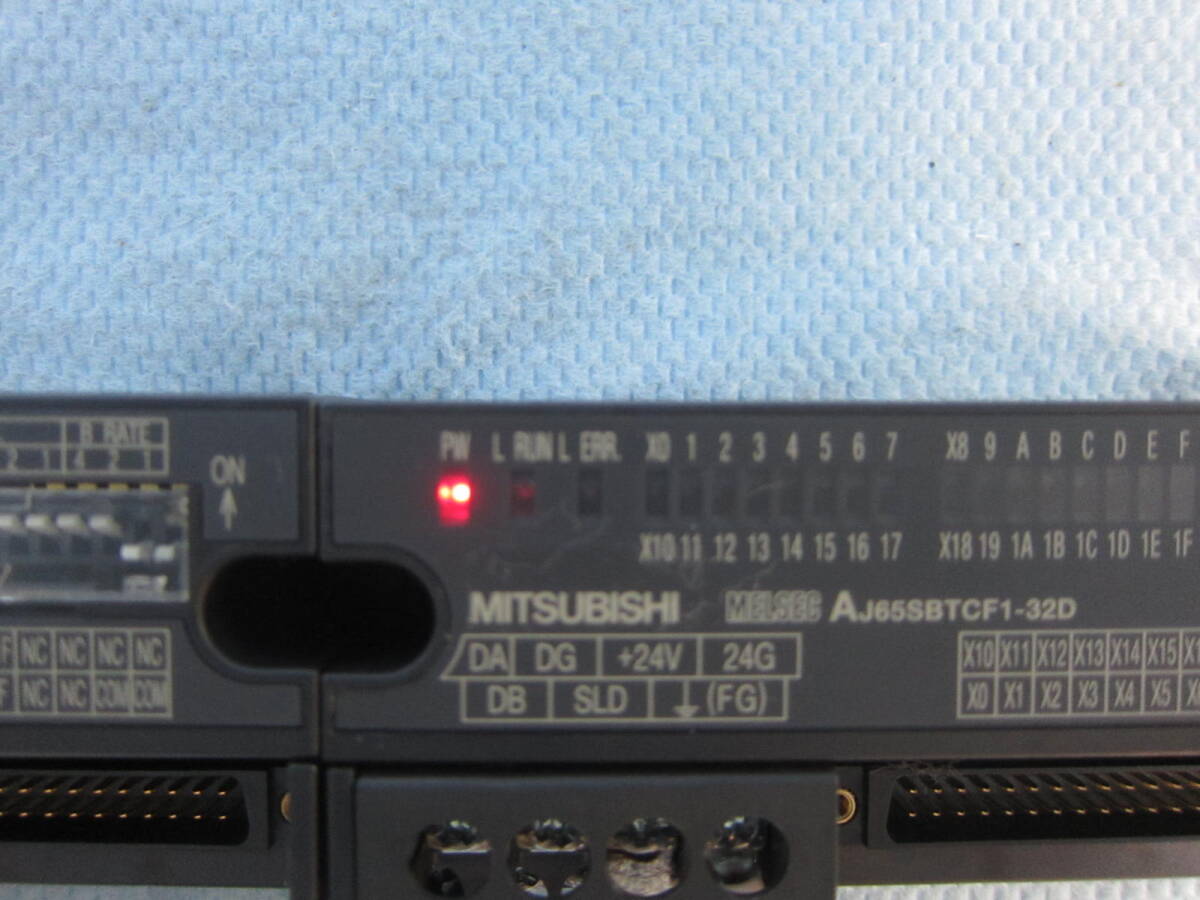 B RATE
2 1 4 2 1
ON
PW L RUN L ERR. X0 1 2 3 4 5 6 7 X8 9 A B C D E F
X10 11 12 13 14 15 16 17 X18 19 1A 1B 1C 1D 1E 1F
MITSUBISHI MELSEC AJ65SBTCF1-32D
DA DG +24V 24G
DB SLD (FG)
NC NC NC NC
NC NC COM COM
X10 X11 X12 X13 X14 X15
X0 X1 X2 X3 X4 X5